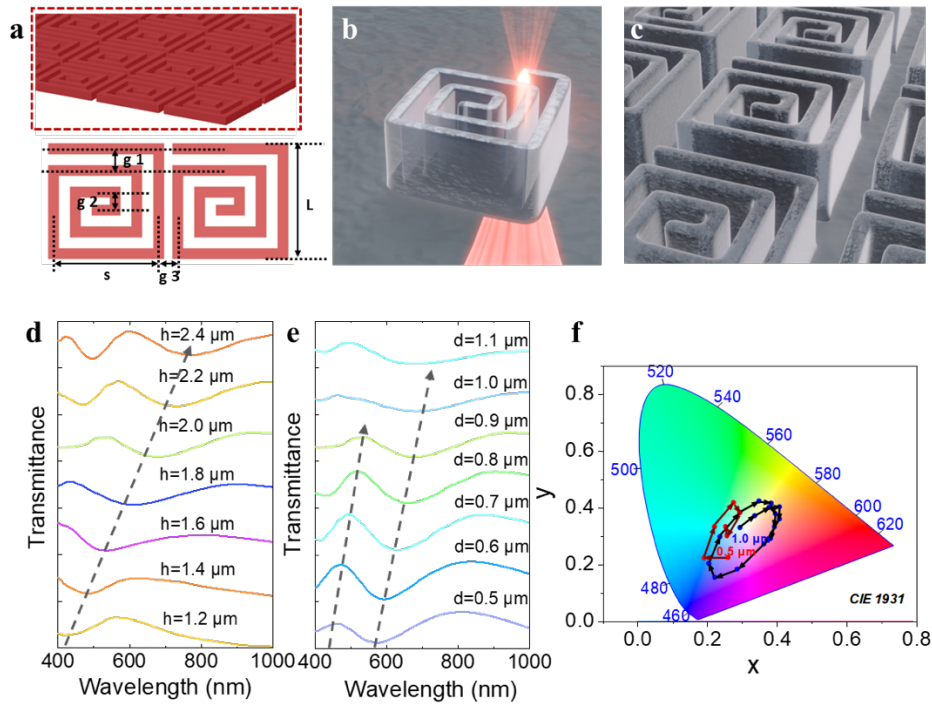 a
b
c
g 1
g 2
L
s
g 3
d
h=2.4 μm
h=2.2 μm
h=2.0 μm
h=1.8 μm
h=1.6 μm
h=1.4 μm
h=1.2 μm
Transmittance
400 600 800 1000
Wavelength (nm)
e
d=1.1 μm
d=1.0 μm
d=0.9 μm
d=0.8 μm
d=0.7 μm
d=0.6 μm
d=0.5 μm
Transmittance
400 600 800 1000
Wavelength (nm)
f
0.8
0.6
0.4
0.2
0.0
y
520
540
560
580
600
620
500
480
460
1.0 μm
0.5 μm
CIE 1931
0.0 0.2 0.4 0.6 0.8
x